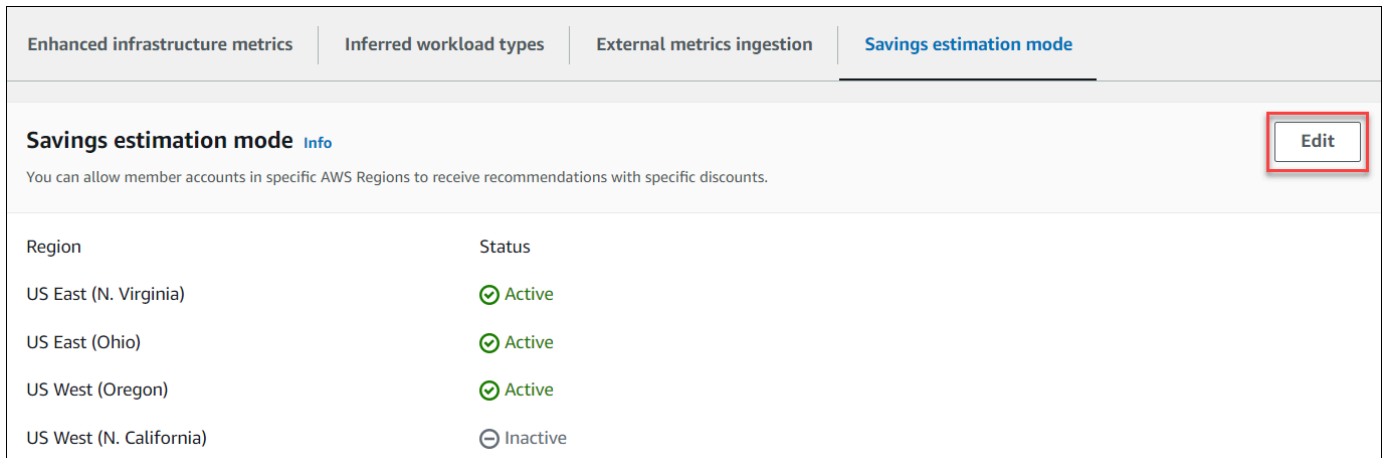 Enhanced infrastructure metrics Inferred workload types External metrics ingestion Savings estimation mode
Savings estimation mode Info Edit
You can allow member accounts in specific AWS Regions to receive recommendations with specific discounts.
Region Status
US East (N. Virginia) Active
US East (Ohio) Active
US West (Oregon) Active
US West (N. California) Inactive